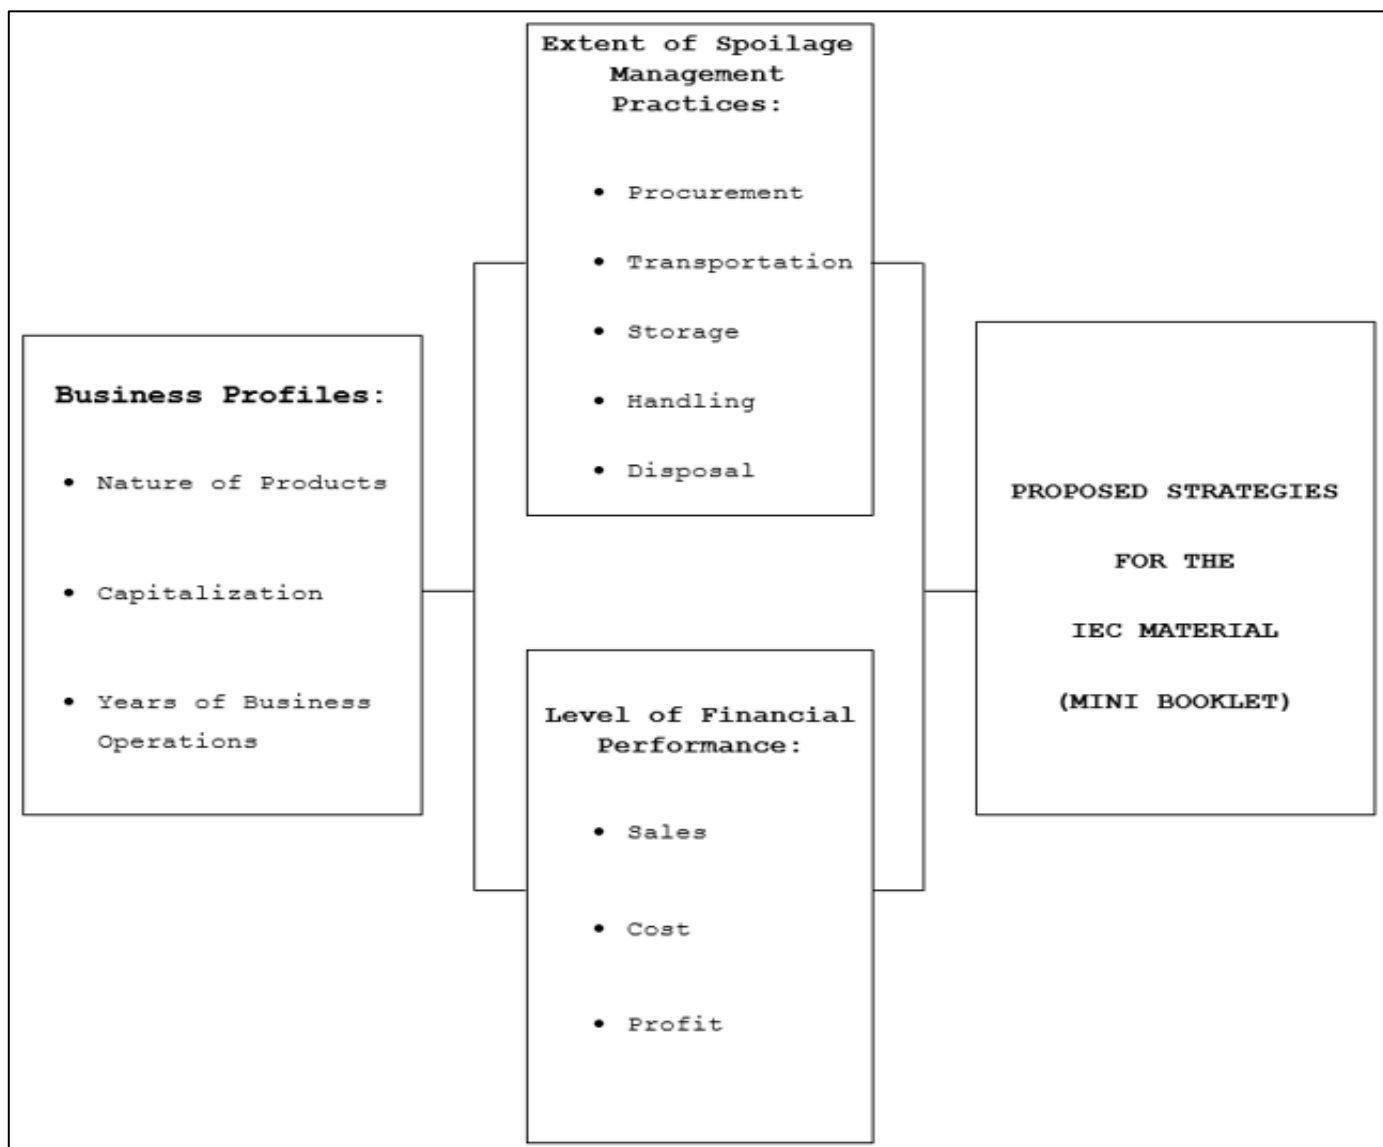 Business Profiles:
• Nature of Products
• Capitalization
• Years of Business
Operations
Extent of Spoilage
Management
Practices:
• Procurement
• Transportation
• Storage
• Handling
• Disposal
Level of Financial
Performance:
• Sales
• Cost
• Profit
PROPOSED STRATEGIES
FOR THE
IEC MATERIAL
(MINI BOOKLET)